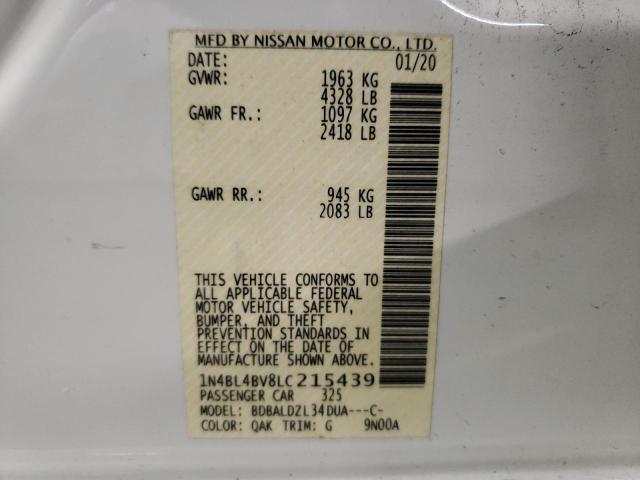 MFD BY NISSAN MOTOR CO., LTD.
DATE: 01/20
GVWR: 1963 KG
4328 LB
GAWR FR.: 1097 KG
2418 LB
GAWR RR.: 945 KG
2083 LB
THIS VEHICLE CONFORMS TO
ALL APPLICABLE FEDERAL
MOTOR VEHICLE SAFETY,
BUMPER, AND THEFT
PREVENTION STANDARDS IN
EFFECT ON THE DATE OF
MANUFACTURE SHOWN ABOVE.
1N4BL4BV8LC215439
PASSENGER CAR 325
MODEL: BDBALDZL34DUA---C-
COLOR: QAK TRIM: G 9N00A